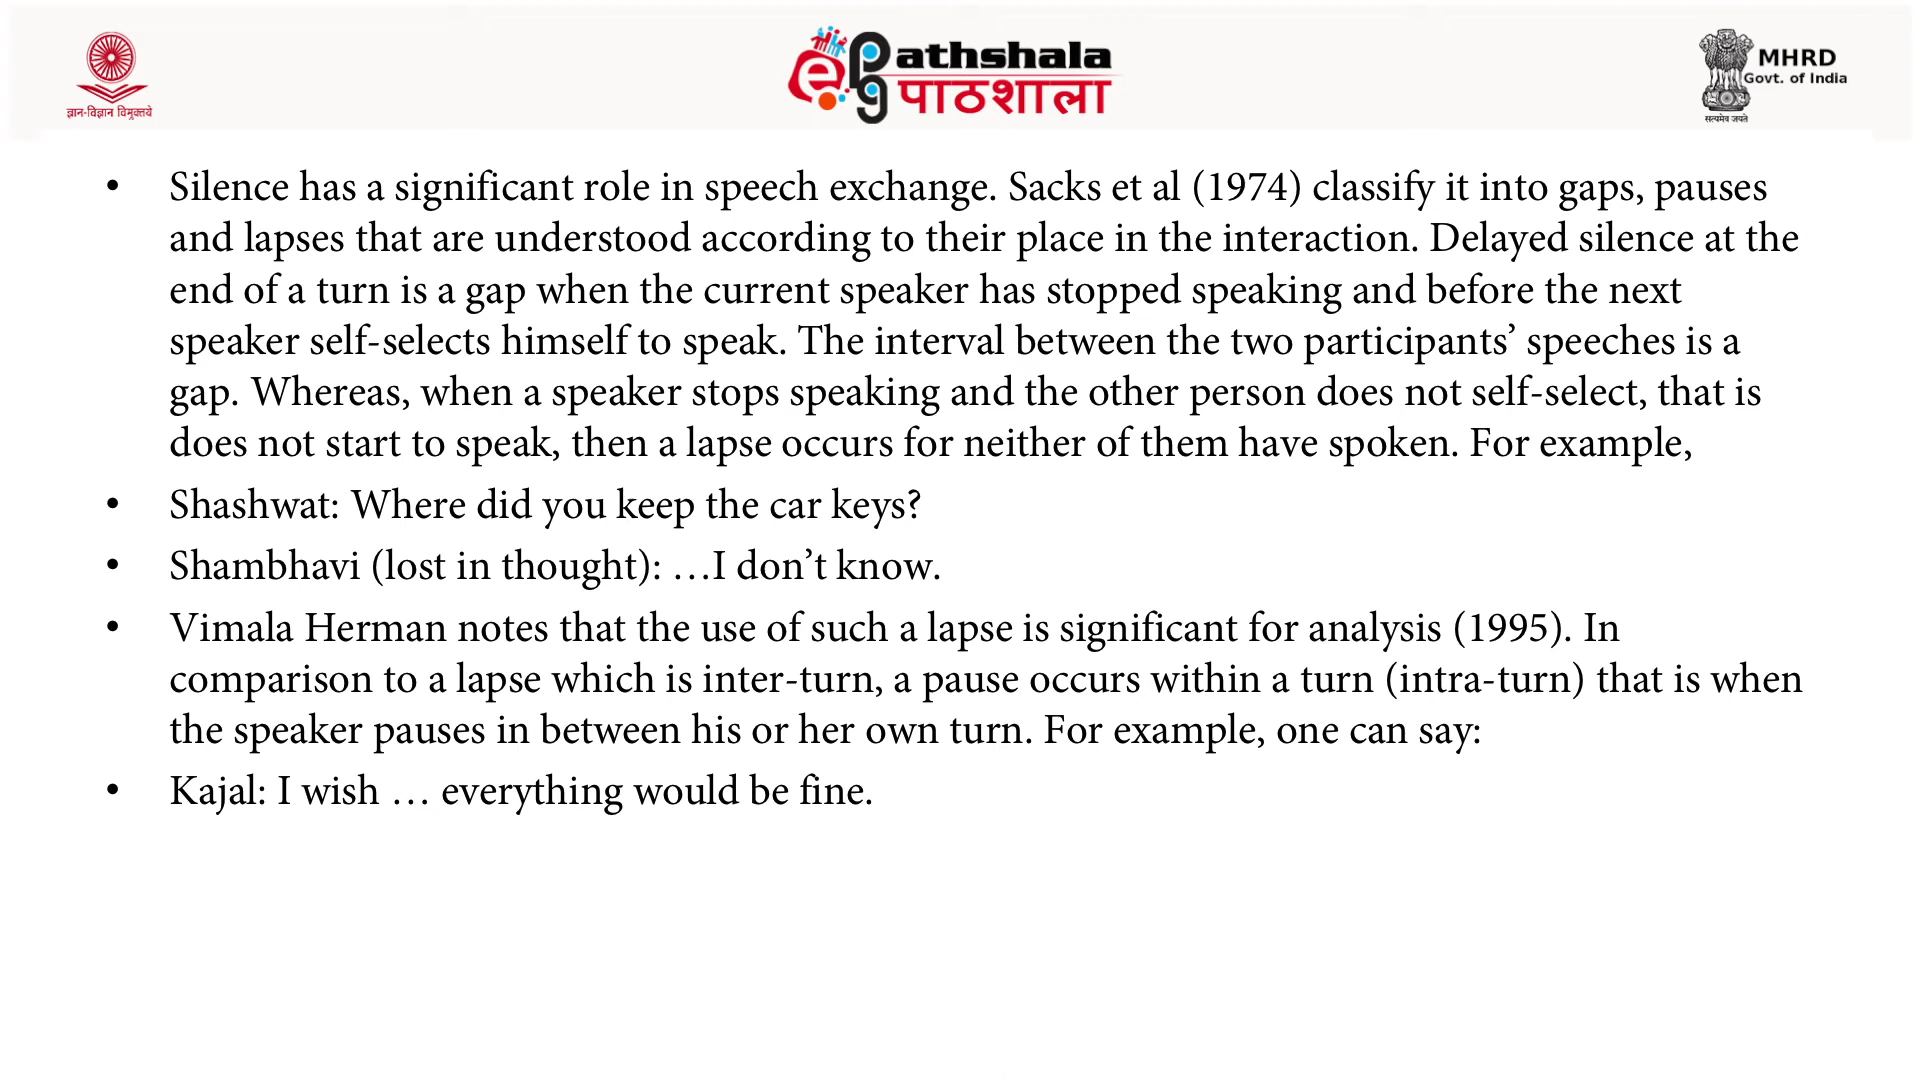 ज्ञान-विज्ञान विमुक्तये
e
pg
athshala
पाठशाला
MHRD
Govt. of India
सत्यमेव जयते
• Silence has a significant role in speech exchange. Sacks et al (1974) classify it into gaps, pauses
and lapses that are understood according to their place in the interaction. Delayed silence at the
end of a turn is a gap when the current speaker has stopped speaking and before the next
speaker self-selects himself to speak. The interval between the two participants’ speeches is a
gap. Whereas, when a speaker stops speaking and the other person does not self-select, that is
does not start to speak, then a lapse occurs for neither of them have spoken. For example,
• Shashwat: Where did you keep the car keys?
• Shambhavi (lost in thought): …I don’t know.
• Vimala Herman notes that the use of such a lapse is significant for analysis (1995). In
comparison to a lapse which is inter-turn, a pause occurs within a turn (intra-turn) that is when
the speaker pauses in between his or her own turn. For example, one can say:
• Kajal: I wish … everything would be fine.